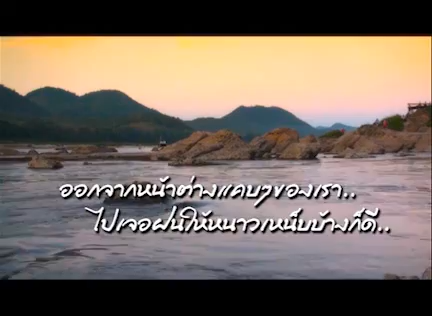 ออกจากหน้าต่างแคบๆของเรา..
ไปเจอฝนให้หนาวเหน็บบ้างก็ดี..